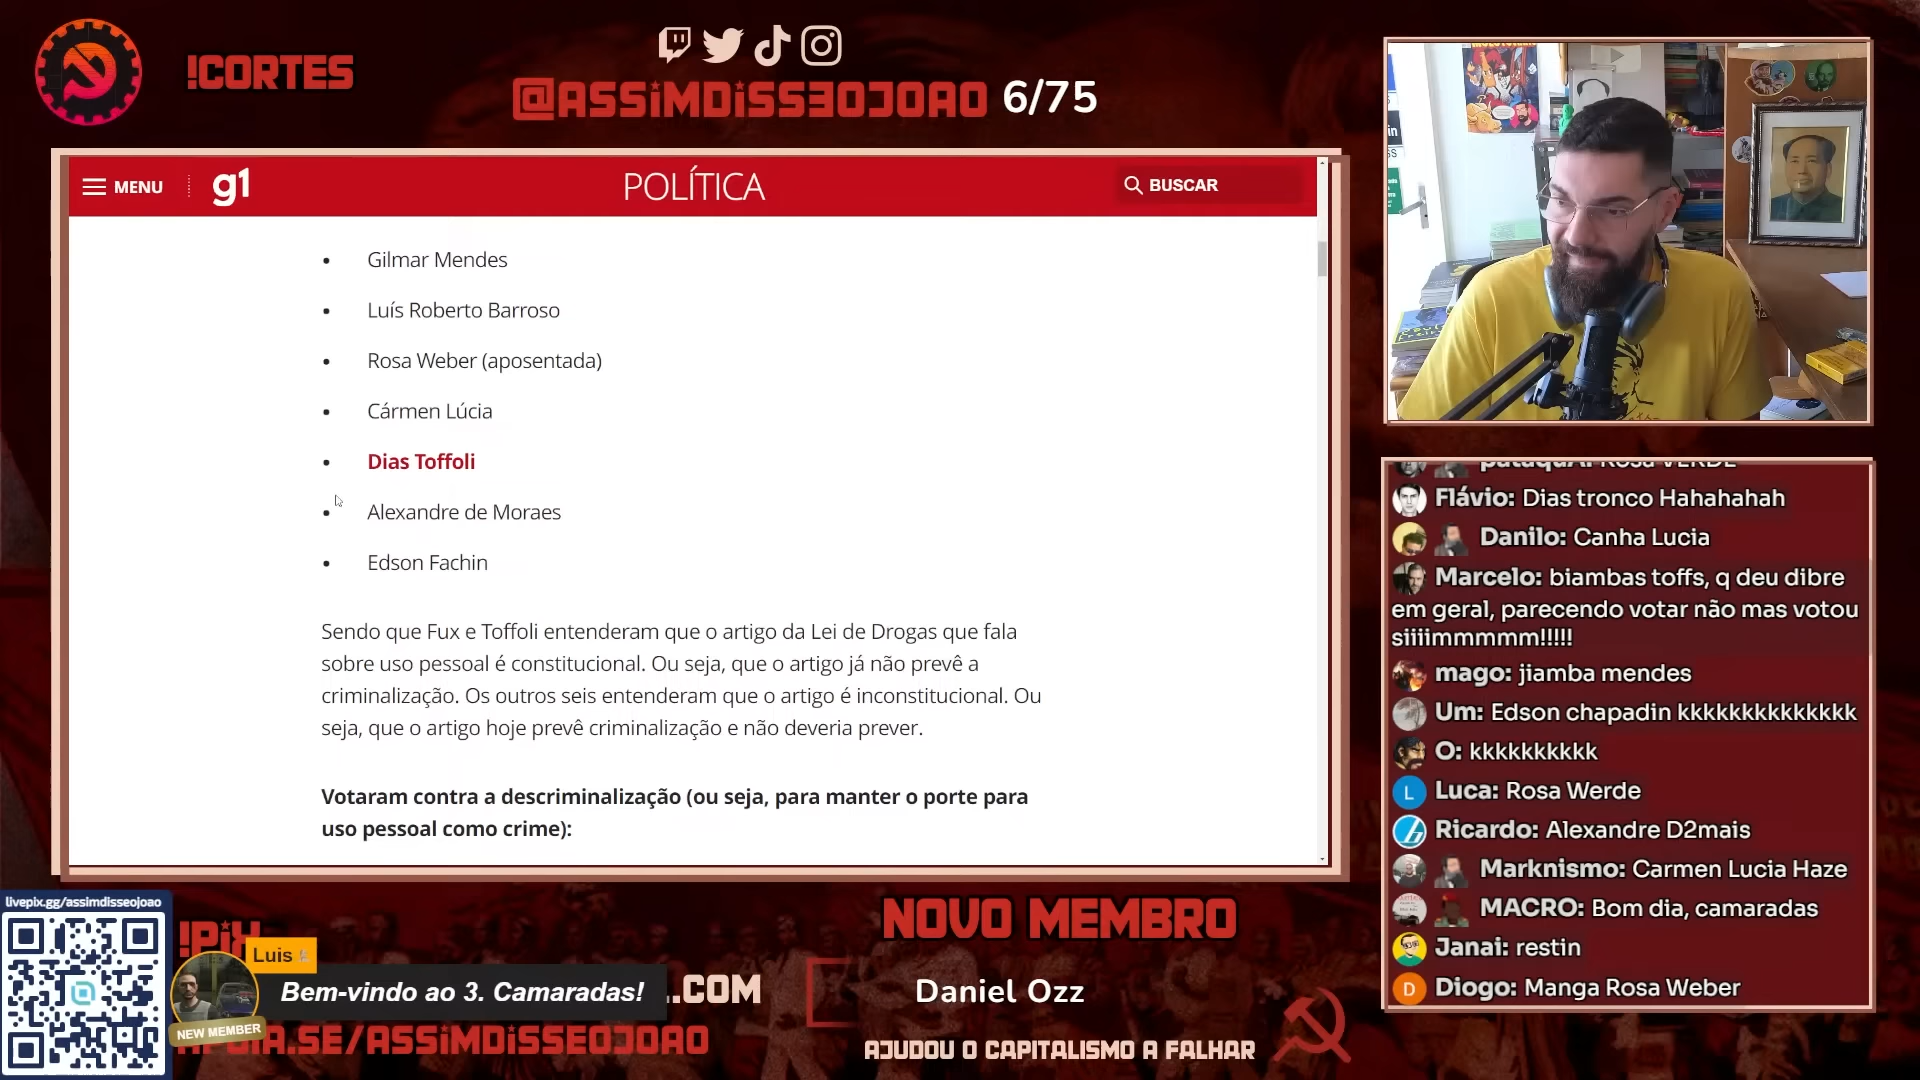 !CORTES
@ASSIMDISSEOJOAO 6/75
MENU
g1
POLÍTICA
BUSCAR
• Gilmar Mendes
• Luís Roberto Barroso
• Rosa Weber (aposentada)
• Cármen Lúcia
• Dias Toffoli
• Alexandre de Moraes
• Edson Fachin
Sendo que Fux e Toffoli entenderam que o artigo da Lei de Drogas que fala
sobre uso pessoal é constitucional. Ou seja, que o artigo já não prevê a
criminalização. Os outros seis entenderam que o artigo é inconstitucional. Ou
seja, que o artigo hoje prevê criminalização e não deveria prever.
Votaram contra a descriminalização (ou seja, para manter o porte para
uso pessoal como crime):
Flávio: Dias tronco Hahahahah
Danilo: Canha Lucia
Marcelo: biambas toffs, q deu dibre
em geral, parecendo votar não mas votou
siiiimmmmm!!!!!
mago: jiamba mendes
Um: Edson chapadin kkkkkkkkkkkkkk
O: kkkkkkkkkk
L
Luca: Rosa Werde
Ricardo: Alexandre D2mais
Marknismo: Carmen Lucia Haze
MACRO: Bom dia, camaradas
Janai: restin
D
Diogo: Manga Rosa Weber
livepix.gg/assimdisseojoao
!PIX
Luis
Bem-vindo ao 3. Camaradas!
NEW MEMBER
.COM
APOIA.SE/ASSIMDISSEOJOAO
NOVO MEMBRO
Daniel Ozz
AJUDOU O CAPITALISMO A FALHAR